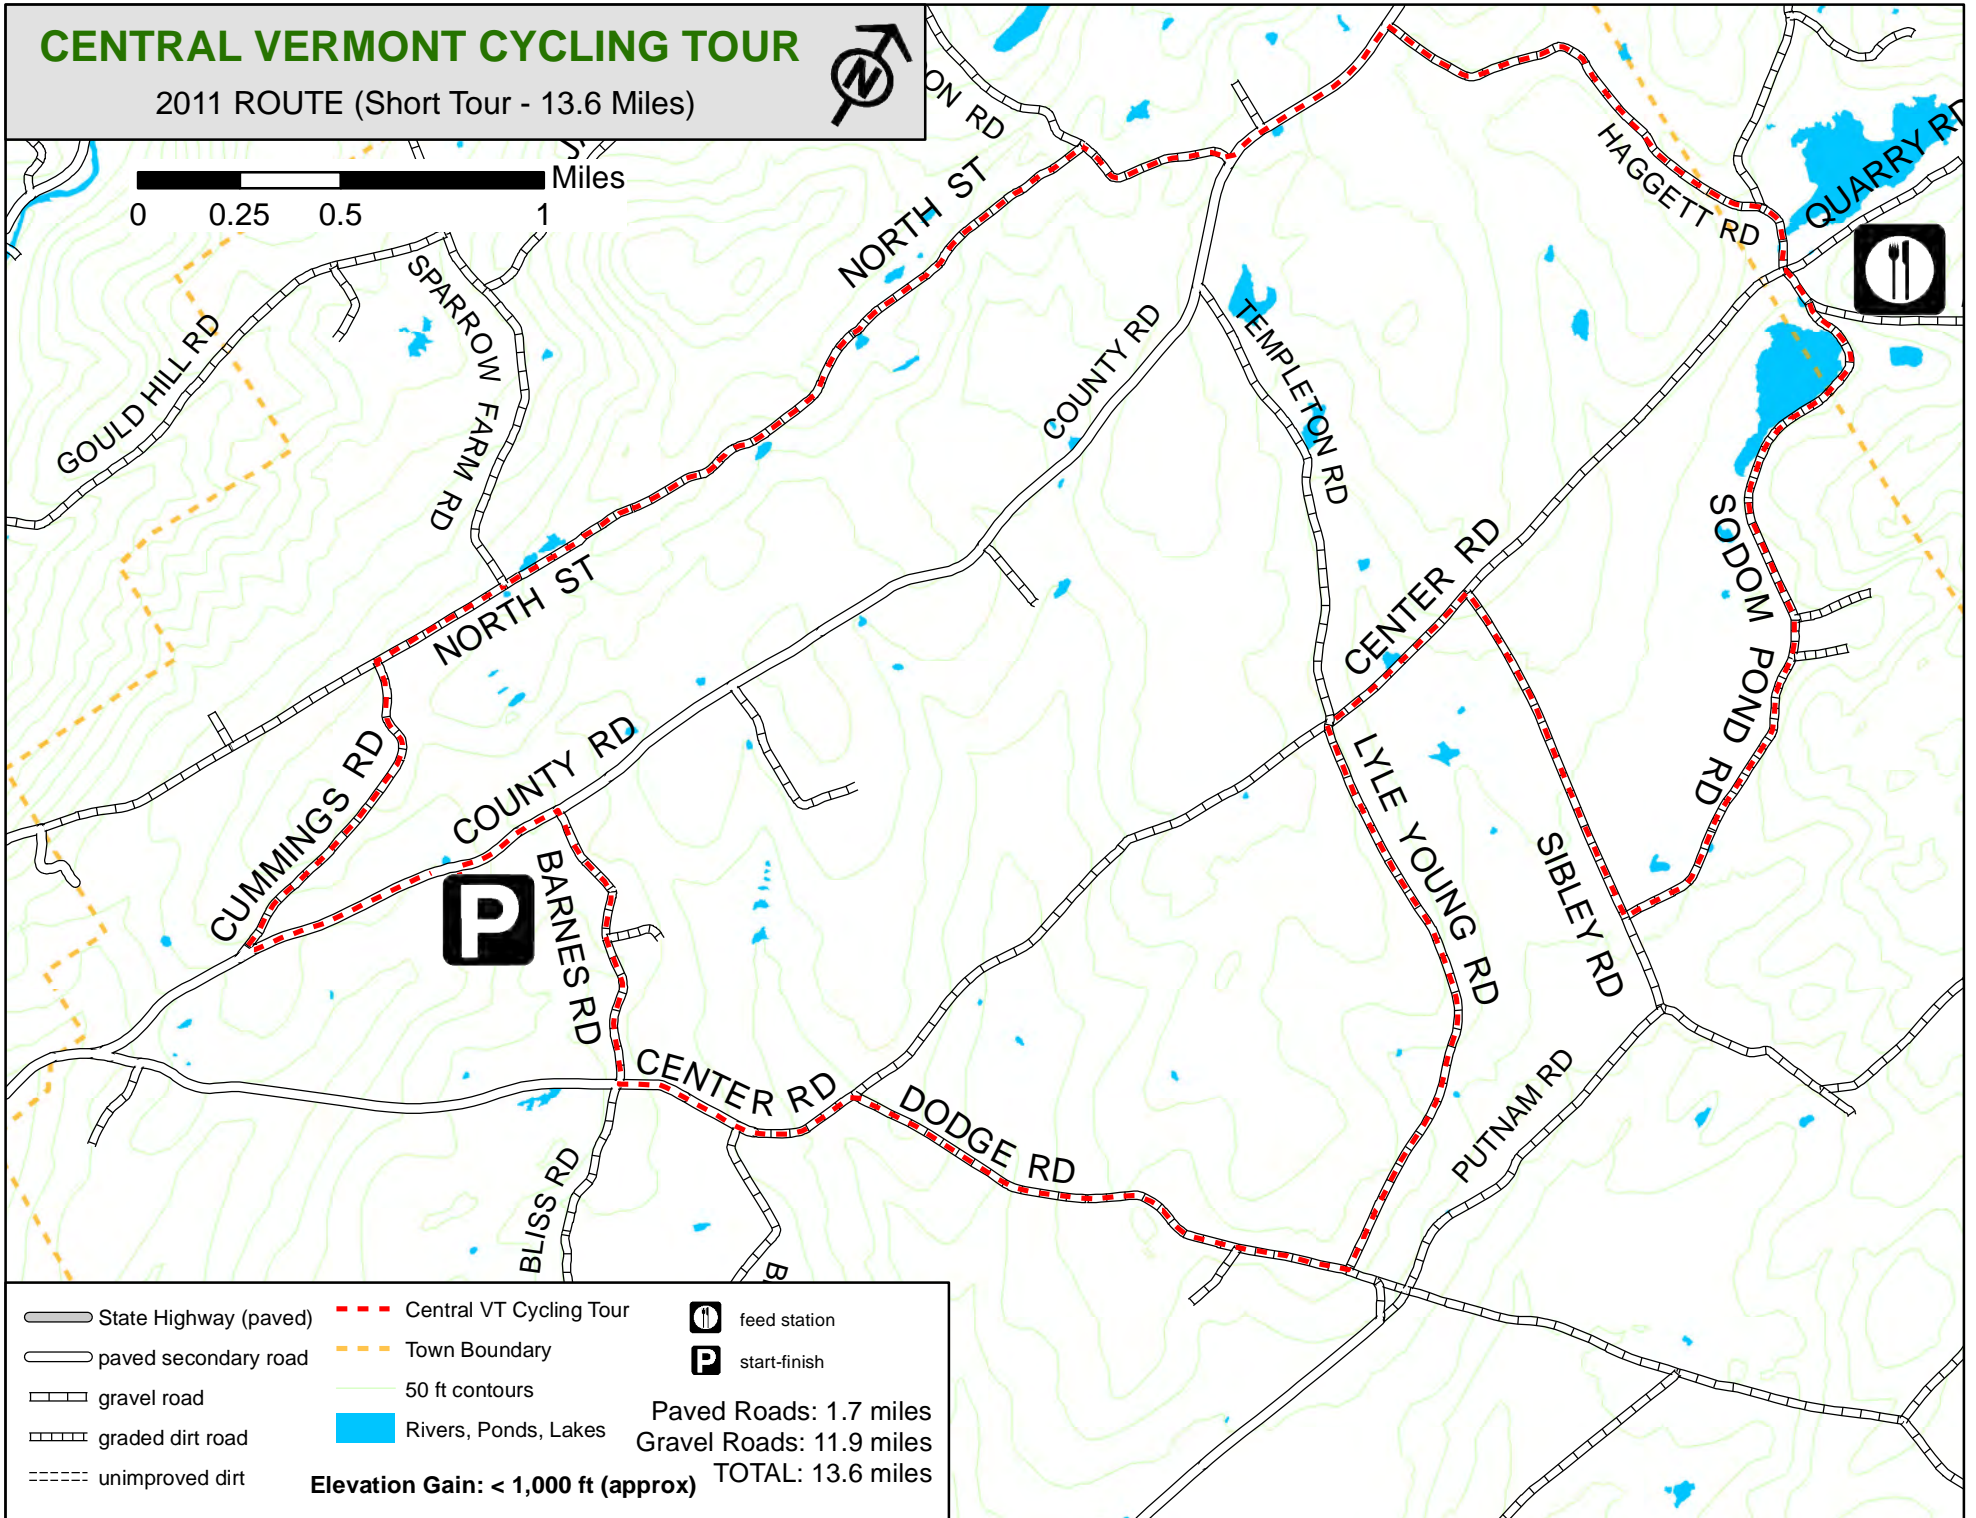 CENTRAL VERMONT CYCLING TOUR
2011 ROUTE (Short Tour - 13.6 Miles)
N
Miles
0 0.25 0.5 1
ON RD
NORTH ST
HAGGETT RD
QUARRY RD
SPARROW FARM RD
GOULD HILL RD
COUNTY RD
TEMPLETON RD
NORTH ST
CENTER RD
SODOM POND RD
CUMMINGS RD
COUNTY RD
P
BARNES RD
LYLE YOUNG RD
SIBLEY RD
CENTER RD
DODGE RD
PUTNAM RD
BLISS RD
State Highway (paved)
paved secondary road
gravel road
graded dirt road
unimproved dirt
Central VT Cycling Tour
Town Boundary
50 ft contours
Rivers, Ponds, Lakes
feed station
P start-finish
Paved Roads: 1.7 miles
Gravel Roads: 11.9 miles
TOTAL: 13.6 miles
Elevation Gain: < 1,000 ft (approx)